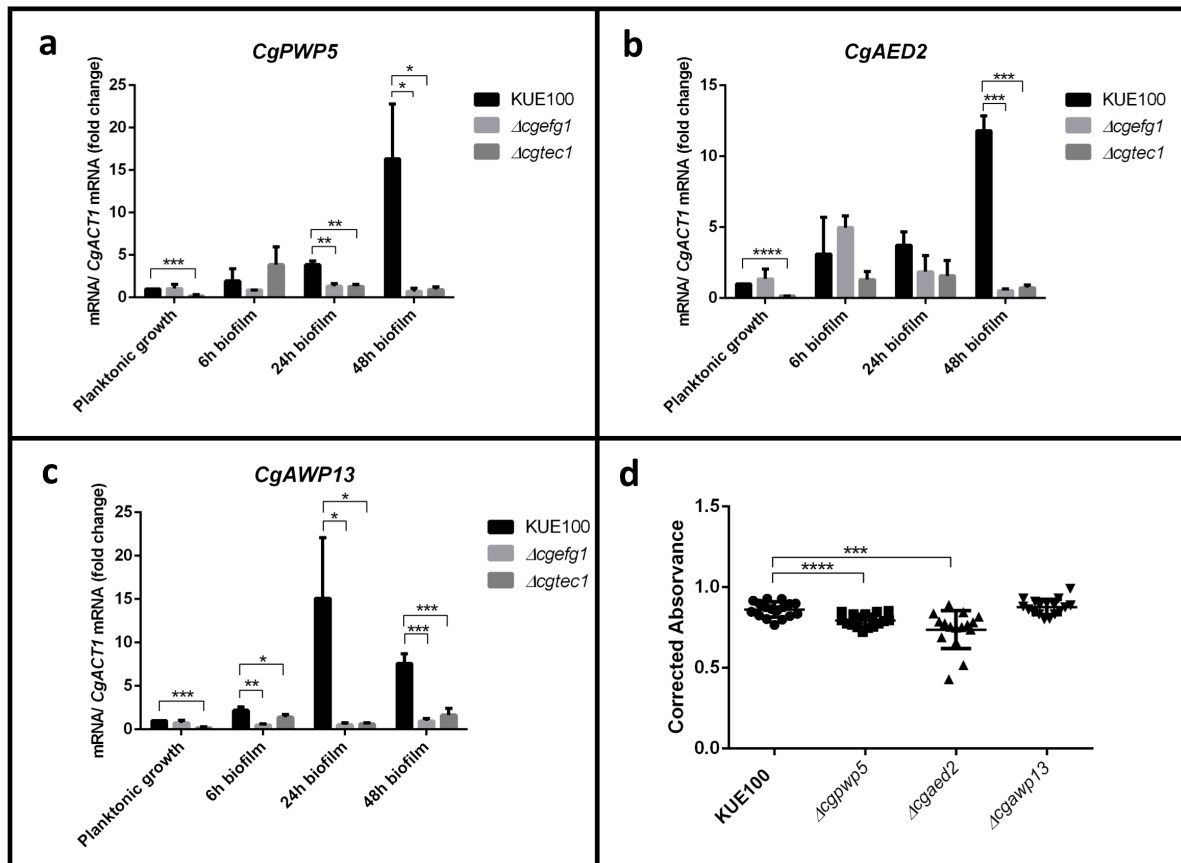 a
CgPWP5
mRNA/ CgACT1 mRNA (fold change)
25
20
15
10
5
0
***
**
**
*
*
KUE100
Δcgefg1
Δcgtec1
Planktonic growth
6h biofilm
24h biofilm
48h biofilm
b
CgAED2
mRNA/ CgACT1 mRNA (fold change)
15
10
5
0
****
***
***
KUE100
Δcgefg1
Δcgtec1
Planktonic growth
6h biofilm
24h biofilm
48h biofilm
c
CgAWP13
mRNA/ CgACT1 mRNA (fold change)
25
20
15
10
5
0
***
*
**
*
*
***
***
KUE100
Δcgefg1
Δcgtec1
Planktonic growth
6h biofilm
24h biofilm
48h biofilm
d
Corrected Absorvance
1.5
1.0
0.5
0.0
***
****
KUE100
Δcgpwp5
Δcgaed2
Δcgawp13